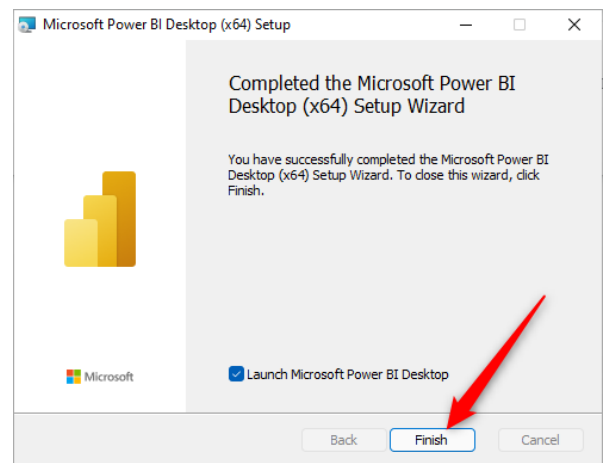 Microsoft Power BI Desktop (x64) Setup
Completed the Microsoft Power BI
Desktop (x64) Setup Wizard
You have successfully completed the Microsoft Power BI
Desktop (x64) Setup Wizard. To close this wizard, click
Finish.
Microsoft
Launch Microsoft Power BI Desktop
Back Finish Cancel